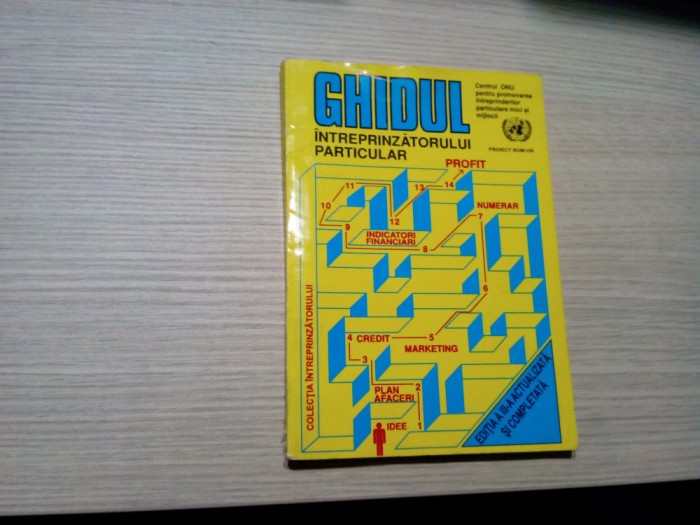 GHIDUL
ÎNTREPRINZĂTORULUI
PARTICULAR
Centrul ONU
pentru promovarea
întreprinderilor
particulare mici și
mijlocii
PROIECT ROM-UN
PROFIT
14
13
11
10
12
9
INDICATORI
FINANCIARI
8
NUMERAR
7
6
4 CREDIT
5
MARKETING
3
PLAN
AFACERI
2
IDEE
1
COLECȚIA ÎNTREPRINZĂTORULUI
EDIȚIA A III-A ACTUALIZATĂ
ȘI COMPLETATĂ